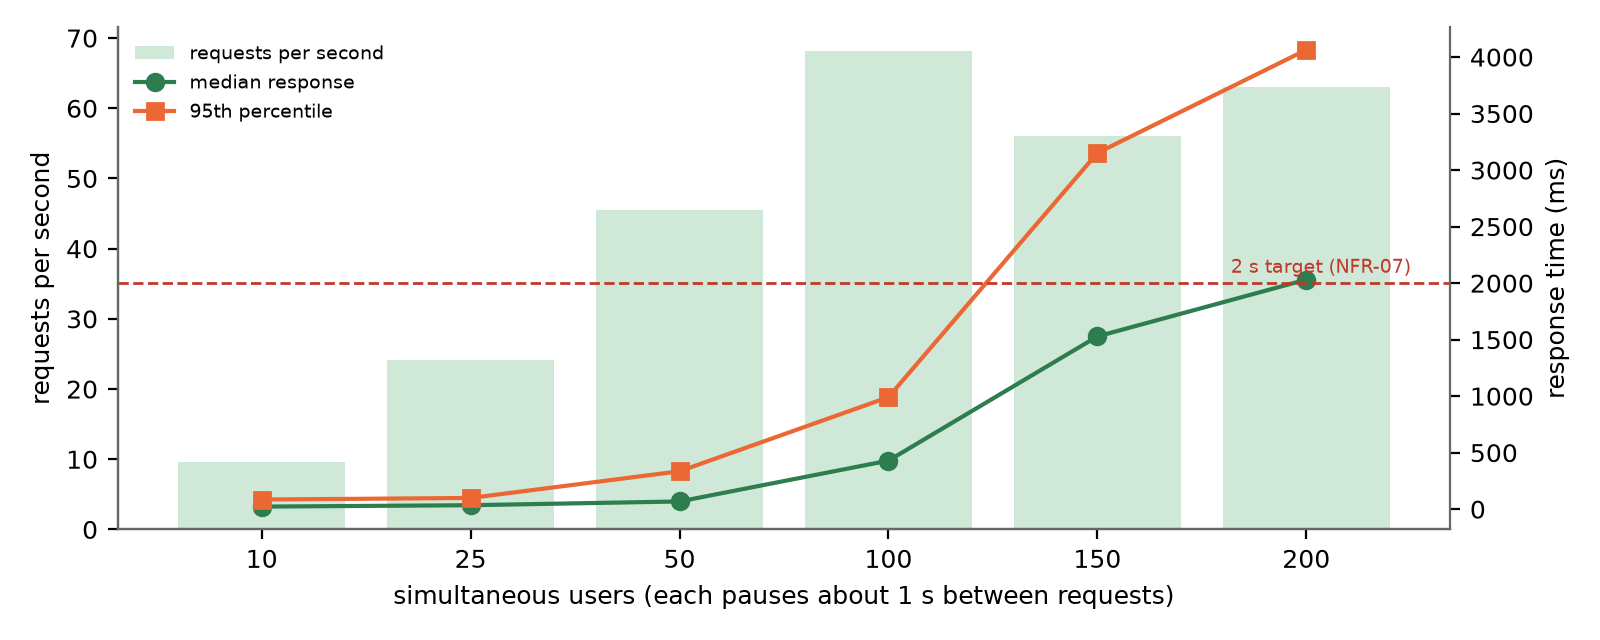 requests per second
median response
95th percentile
requests per second
70
60
50
40
30
20
10
0
4000
3500
3000
2500
2000
1500
1000
500
0
response time (ms)
2 s target (NFR-07)
10 25 50 100 150 200
simultaneous users (each pauses about 1 s between requests)